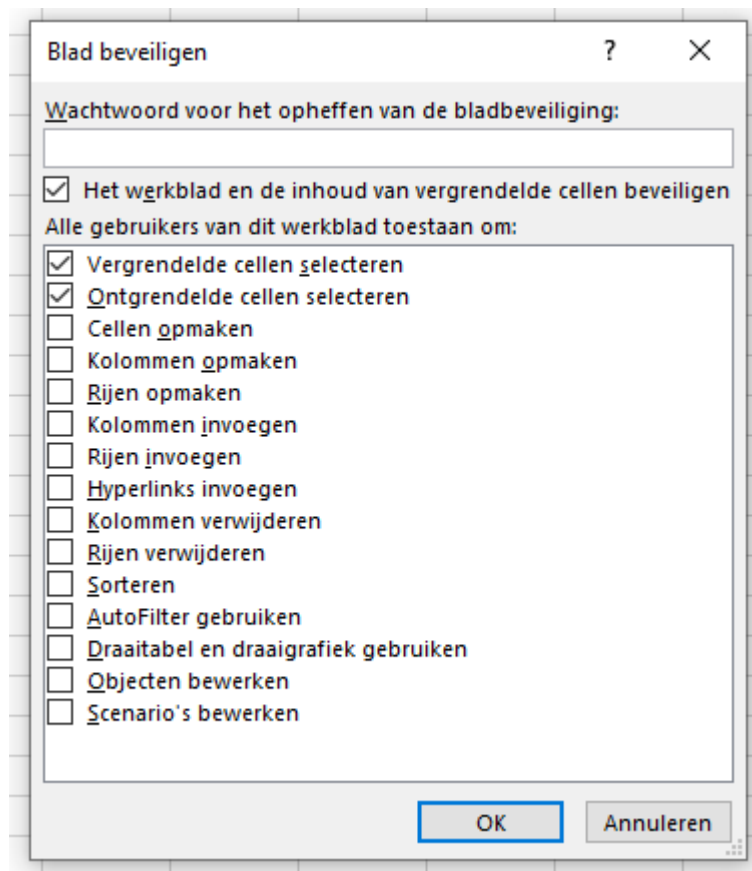 Blad beveiligen
Wachtwoord voor het opheffen van de bladbeveiliging:
Het werkblad en de inhoud van vergrendelde cellen beveiligen
Alle gebruikers van dit werkblad toestaan om:
Vergrendelde cellen selecteren
Ontgrendelde cellen selecteren
Cellen opmaken
Kolommen opmaken
Rijen opmaken
Kolommen invoegen
Rijen invoegen
Hyperlinks invoegen
Kolommen verwijderen
Rijen verwijderen
Sorteren
AutoFilter gebruiken
Draaitabel en draaigrafiek gebruiken
Objecten bewerken
Scenario's bewerken
OK Annuleren